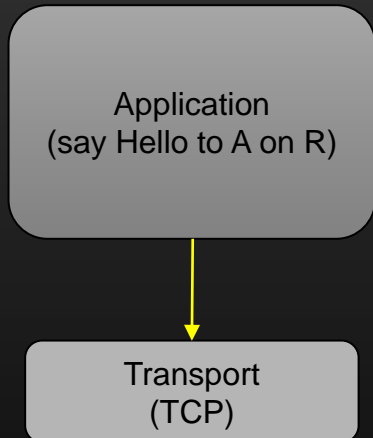 Application
(say Hello to A on R)
Transport
(TCP)